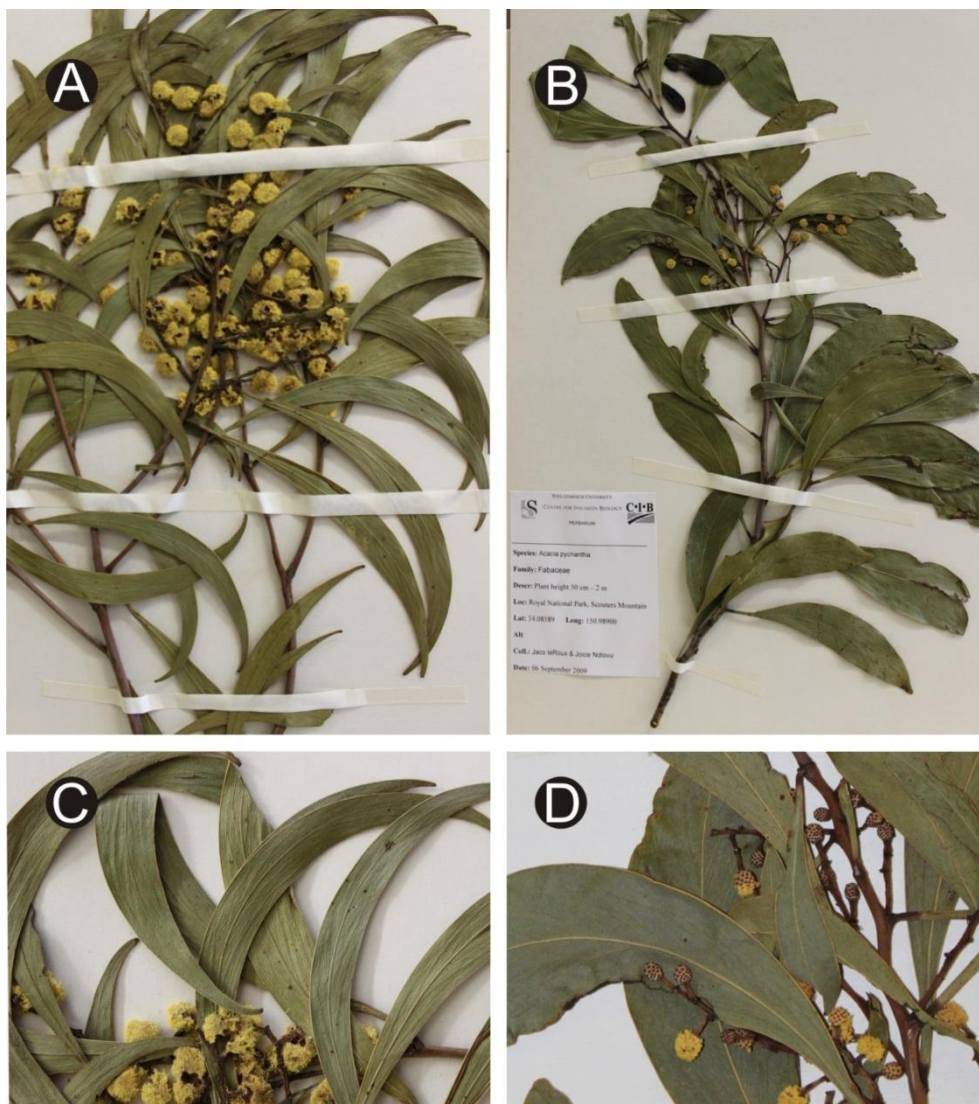 A
B
STELLENBOSCH UNIVERSITY
CENTRE FOR INVASION BIOLOGY
C·I·B
HERBARIUM
Species: Acacia pycnantha
Family: Fabaceae
Descr: Plant height 50 cm – 2 m
Loc: Royal National Park, Scouters Mountain
Lat: 34.08189 Long: 150.98900
Alt:
Coll.: Jaco leRoux & Joice Ndlovu
Date: 06 September 2009
C
D